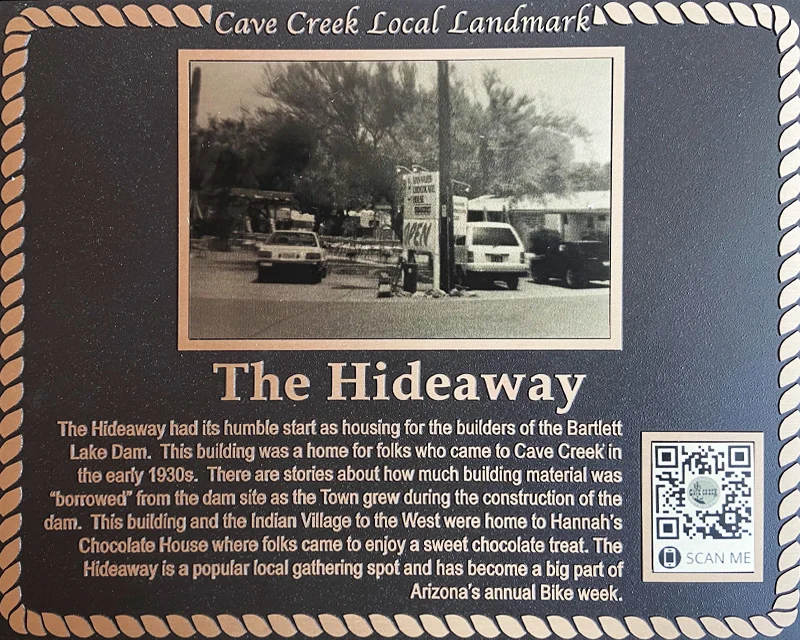 Cave Creek Local Landmark
OPEN
The Hideaway
The Hideaway had its humble start as housing for the builders of the Bartlett
Lake Dam. This building was a home for folks who came to Cave Creek in
the early 1930s. There are stories about how much building material was
“borrowed” from the dam site as the Town grew during the construction of the
dam. This building and the Indian Village to the West were home to Hannah's
Chocolate House where folks came to enjoy a sweet chocolate treat. The
Hideaway is a popular local gathering spot and has become a big part of
Arizona's annual Bike week.
SCAN ME